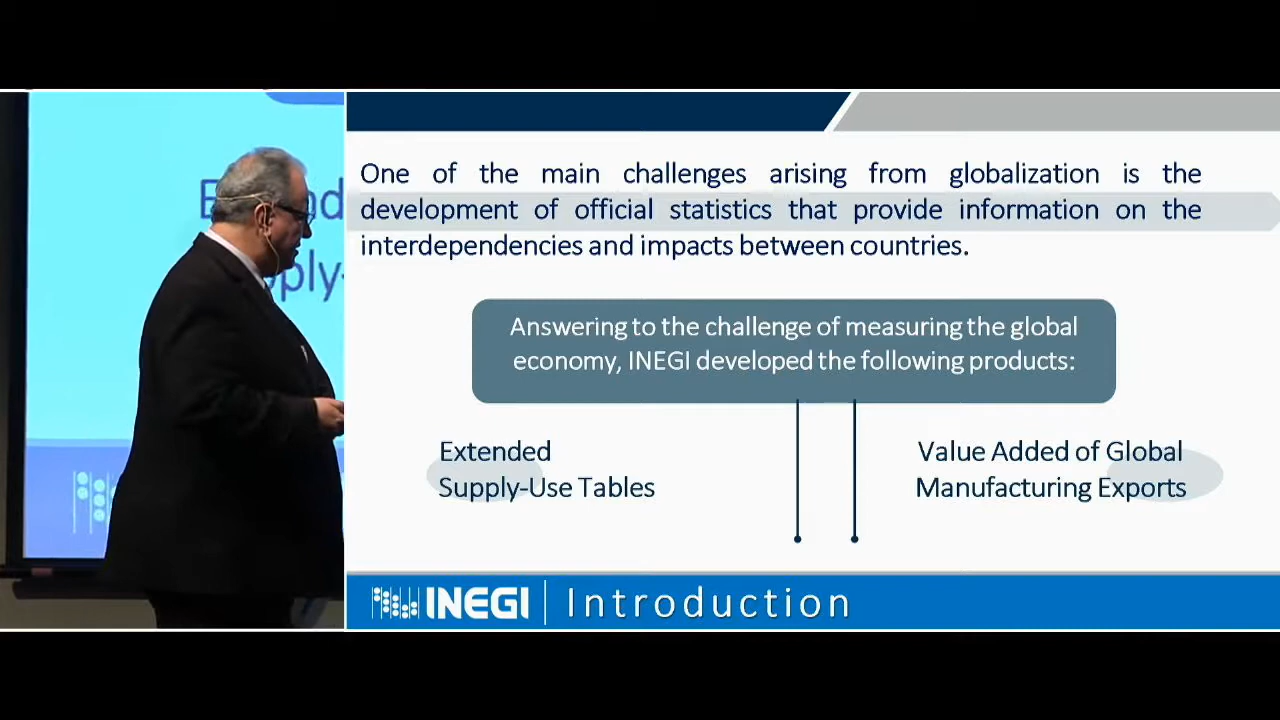 One of the main challenges arising from globalization is the
development of official statistics that provide information on the
interdependencies and impacts between countries.
Answering to the challenge of measuring the global
economy, INEGI developed the following products:
Extended
Supply-Use Tables
Value Added of Global
Manufacturing Exports
INEGI
Introduction